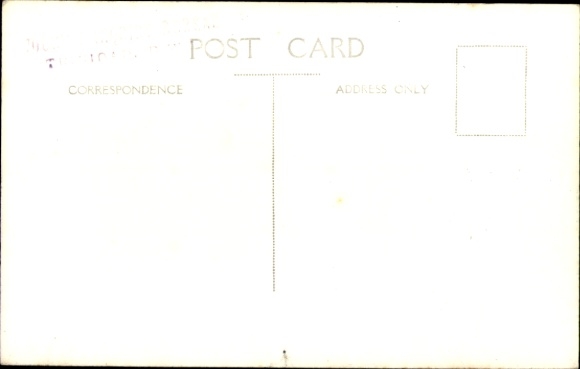 POST CARD
CORRESPONDENCE
ADDRESS ONLY